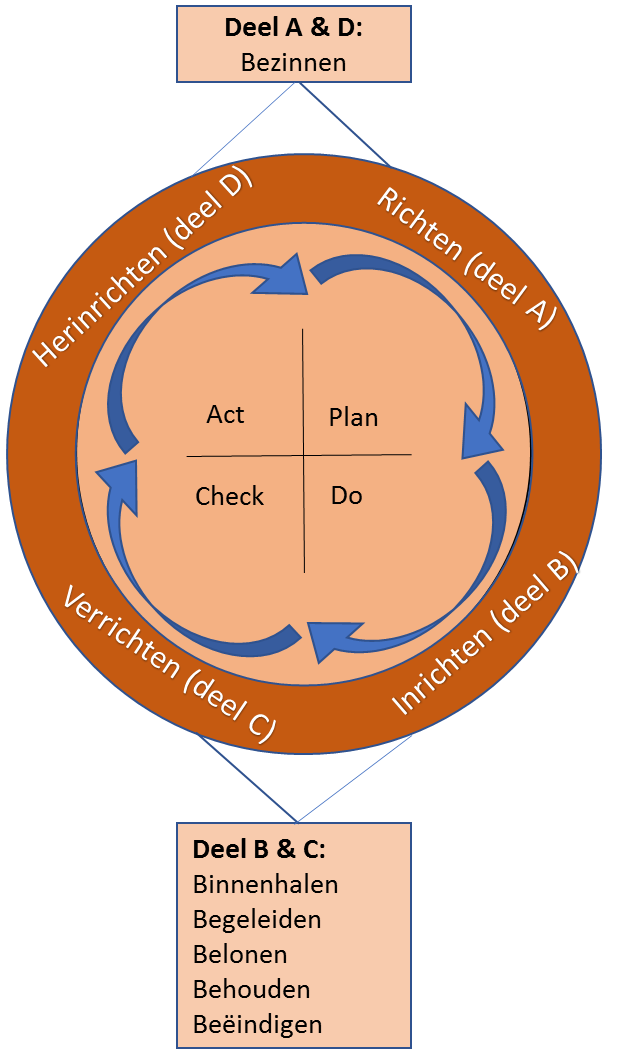 Deel A & D:
Bezinnen
Herinrichten (deel D)
Richten (deel A)
Act
Plan
Check
Do
Verrichten (deel C)
Inrichten (deel B)
Deel B & C:
Binnenhalen
Begeleiden
Belonen
Behouden
Beëindigen